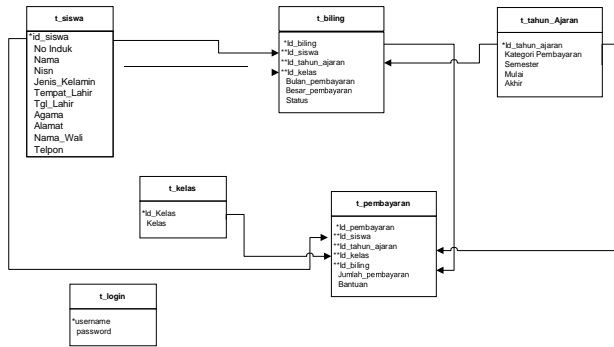 t_siswa
*id_siswa
No Induk
Nama
Nisn
Jenis_Kelamin
Tempat_Lahir
Tgl_Lahir
Agama
Alamat
Nama_Wali
Telpon
t_biling
*Id_biling
**Id_siswa
**Id_tahun_ajaran
**Id_kelas
Bulan_pembayaran
Besar_pembayaran
Status
t_tahun_Ajaran
*Id_tahun_ajaran
Kategori Pembayaran
Semester
Mulai
Akhir
t_kelas
*Id_Kelas
Kelas
t_pembayaran
*Id_pembayaran
**Id_siswa
**Id_tahun_ajaran
**Id_kelas
**Id_biling
Jumlah_pembayaran
Bantuan
t_login
*username
password